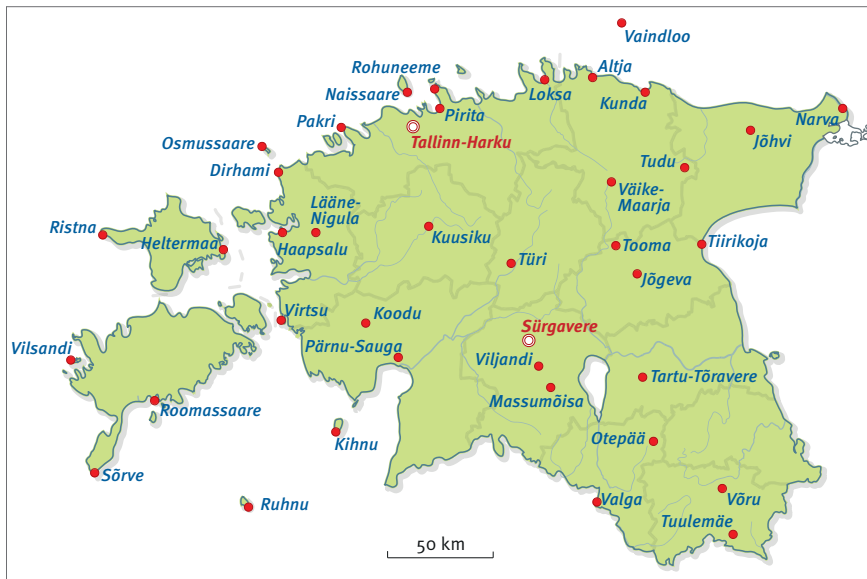 Vaindloo
Rohuneeme
Altja
Naissaare
Loksa
Kunda
Pirita
Narva
Pakri
Jõhvi
Tallinn-Harku
Osmussaare
Tudu
Dirhami
Väike-
Maarja
Lääne-
Nigula
Ristna
Kuusiku
Heltermaa
Haapsalu
Tooma
Tiirikoja
Türi
Jõgeva
Virtsu
Koodu
Sürgavere
Vilsandi
Pärnu-Sauga
Viljandi
Tartu-Tõravere
Massumõisa
Roomassaare
Kihnu
Otepää
Sõrve
Valga
Võru
Ruhnu
Tuulemäe
50 km